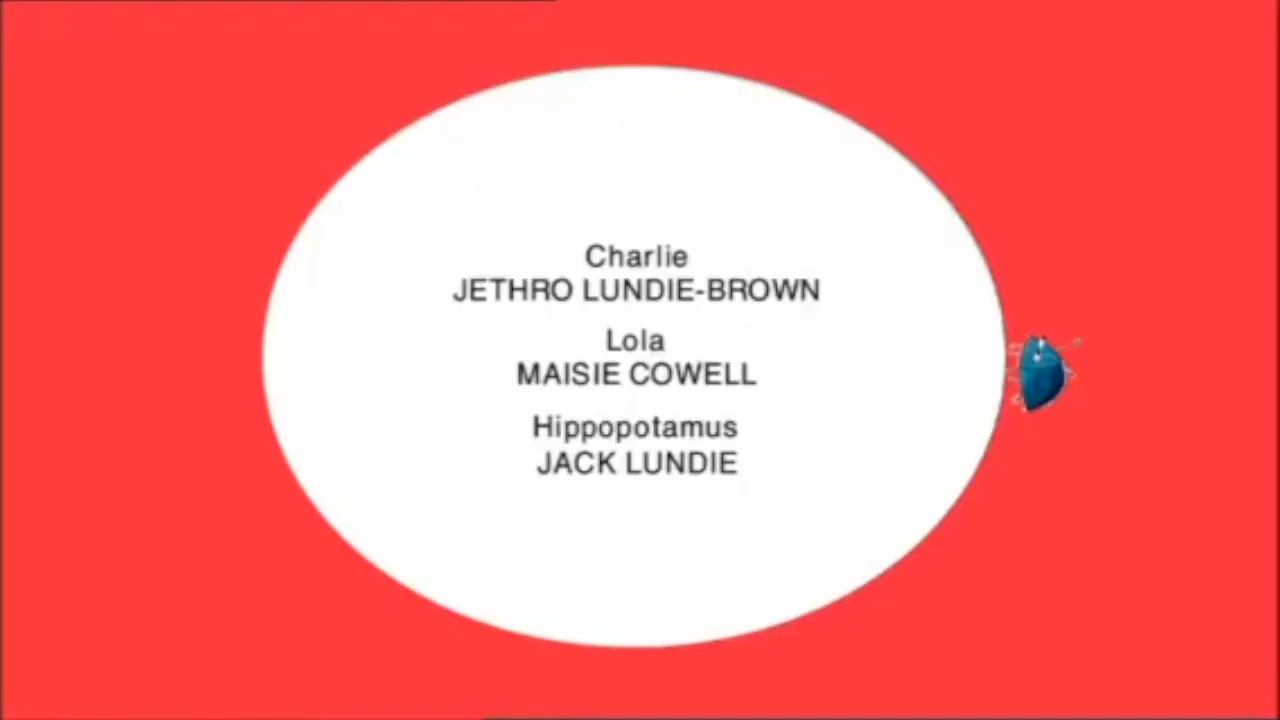 Charlie
JETHRO LUNDIE-BROWN
Lola
MAISIE COWELL
Hippopotamus
JACK LUNDIE